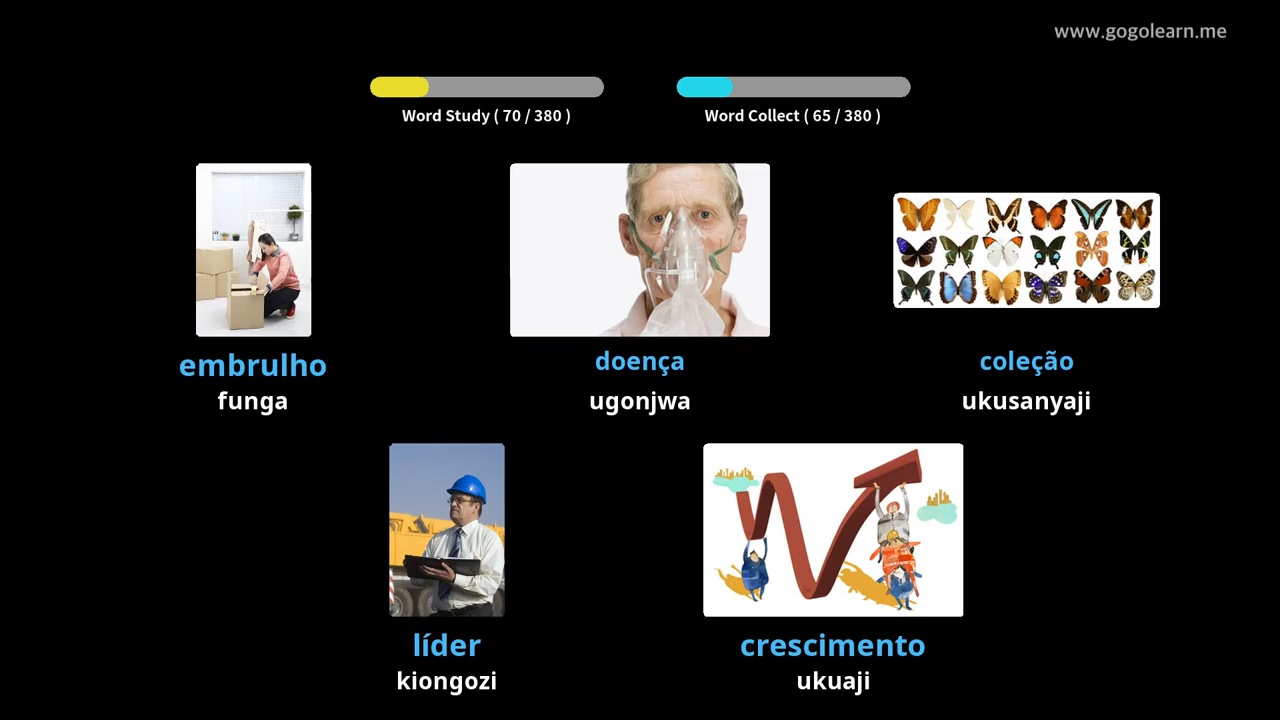 www.gogolearn.me
Word Study ( 70 / 380 )
Word Collect ( 65 / 380 )
embrulho
funga
doença
ugonjwa
coleção
ukusanyaji
líder
kiongozi
crescimento
ukuaji